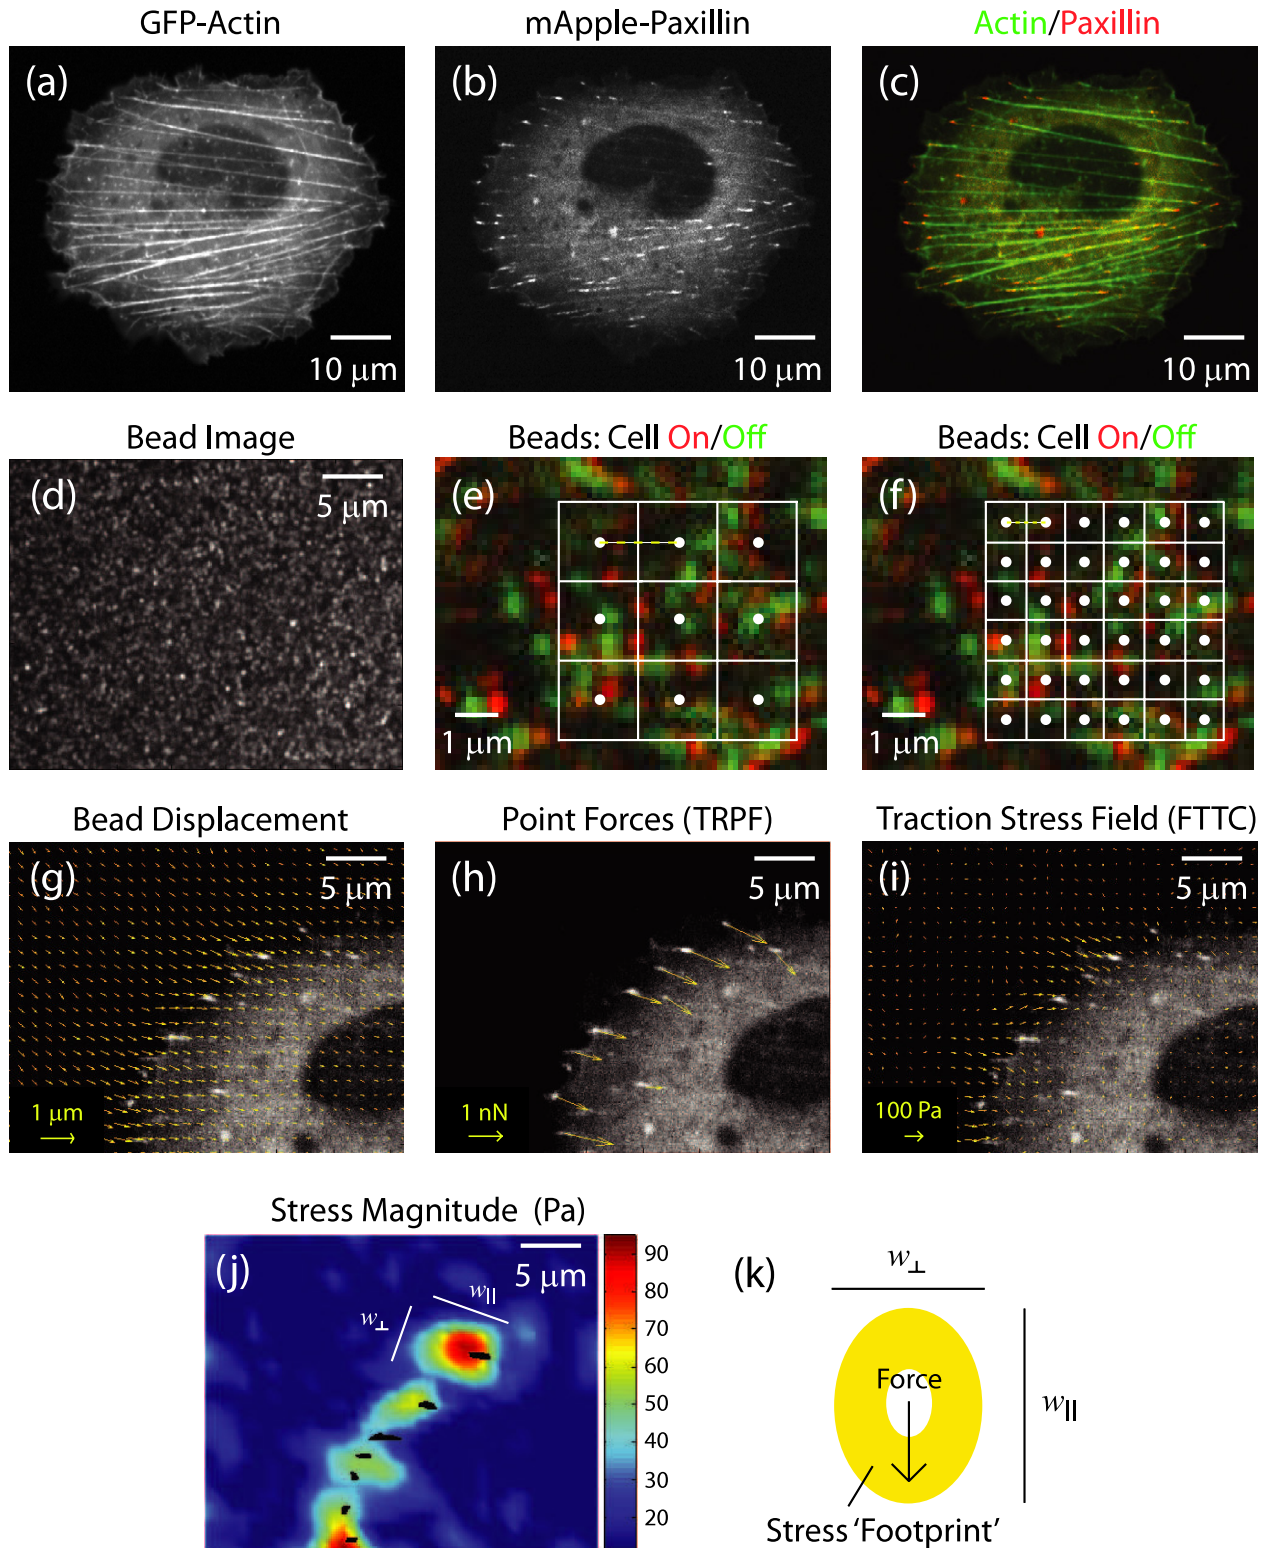 GFP-Actin
mApple-Paxillin
Actin/Paxillin
(a)
10 μm
(b)
10 μm
(c)
10 μm
Bead Image
Beads: Cell On/Off
Beads: Cell On/Off
(d)
5 μm
(e)
1 μm
(f)
1 μm
Bead Displacement
Point Forces (TRPF)
Traction Stress Field (FTTC)
(g)
5 μm
1 μm
(h)
5 μm
1 nN
(i)
5 μm
100 Pa
Stress Magnitude (Pa)
(j)
5 μm
w||
w⊥
90
80
70
60
50
40
30
20
(k)
w⊥
Force
w||
Stress 'Footprint'